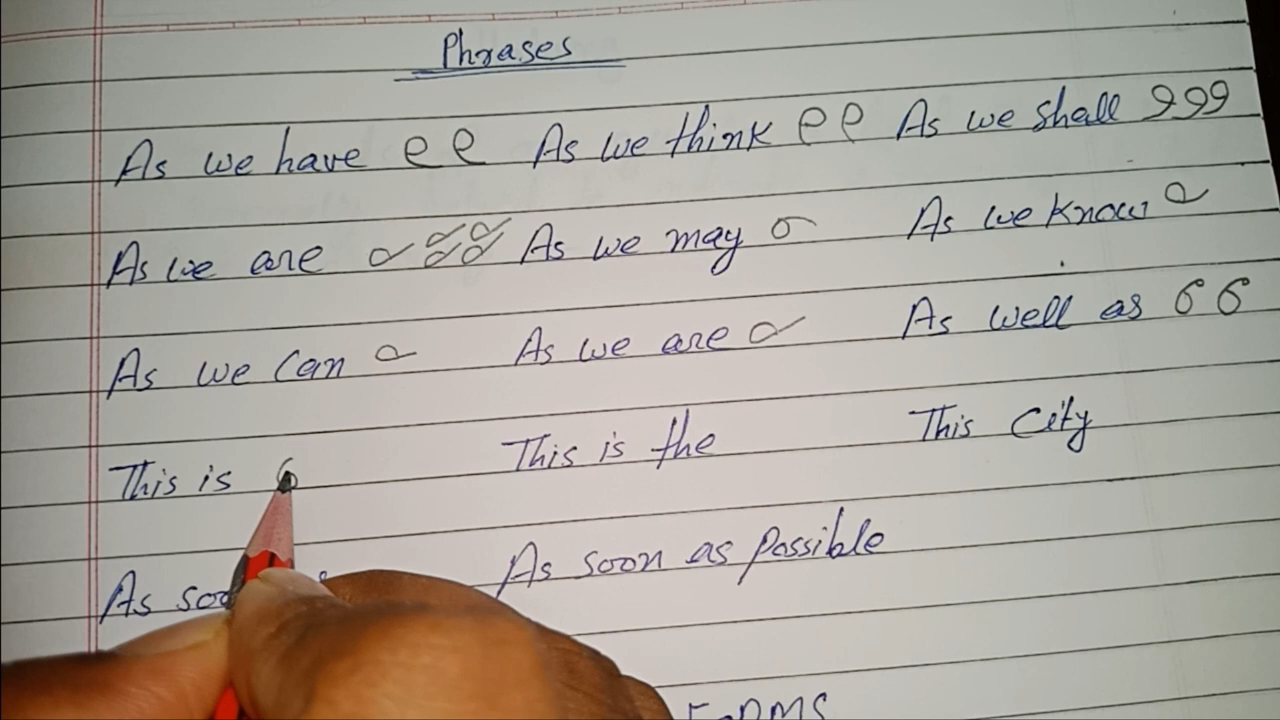 Phrases
As we have As we think As we shall
As we are As we may As we know
As we can As we are As well as
This is This is the This City
As As soon as possible